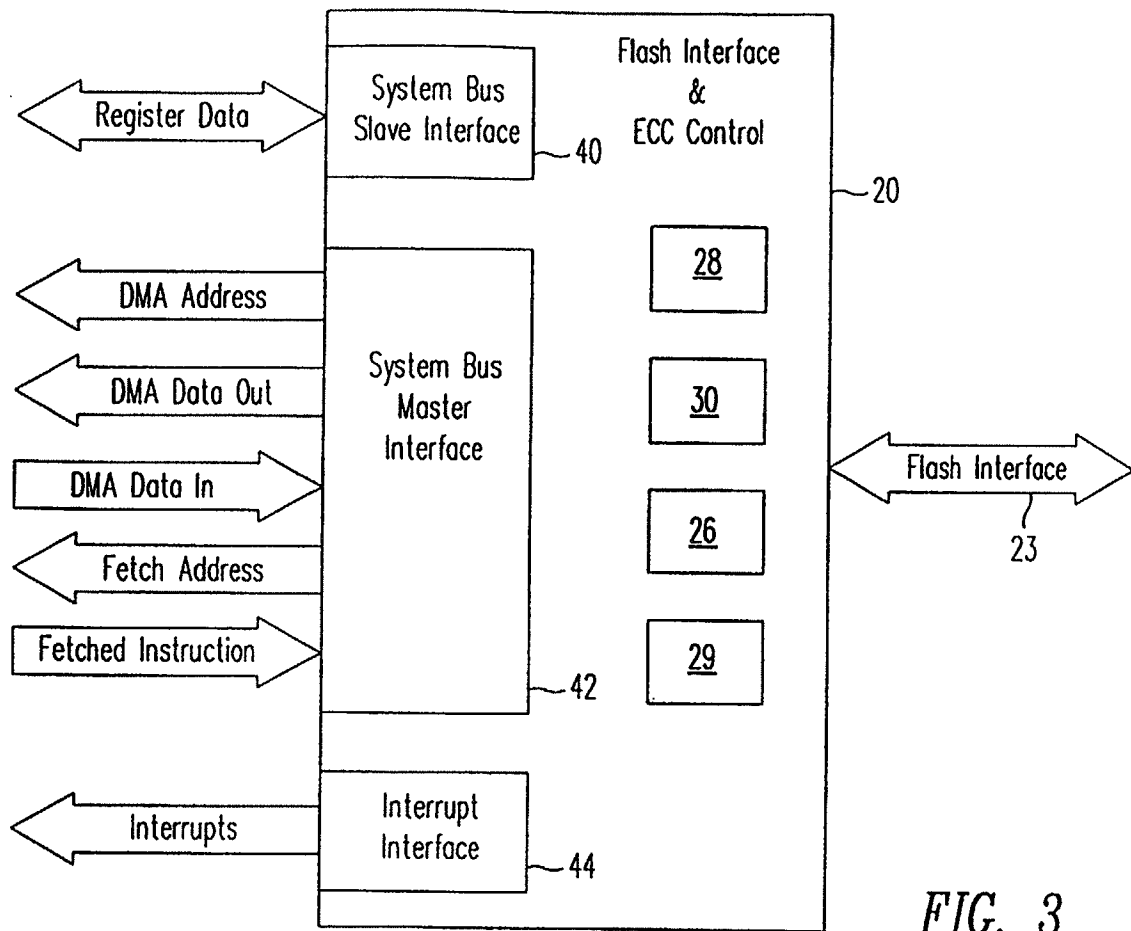 Flash Interface
&
ECC Control
System Bus
Slave Interface
40
Register Data
20
28
DMA Address
System Bus
Master
Interface
DMA Data Out
30
DMA Data In
Flash Interface
23
26
Fetch Address
Fetched Instruction
29
42
Interrupt
Interface
Interrupts
44
FIG. 3